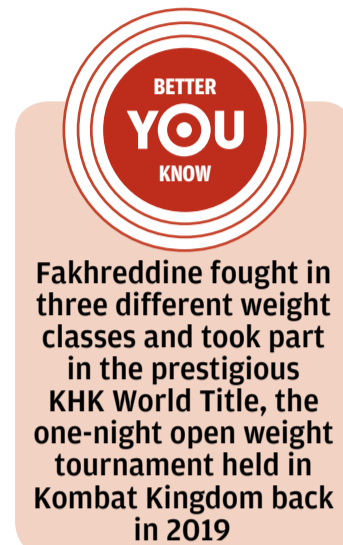 BETTER
YOU
KNOW
Fakhreddine fought in
three different weight
classes and took part
in the prestigious
KHK World Title, the
one-night open weight
tournament held in
Kombat Kingdom back
in 2019